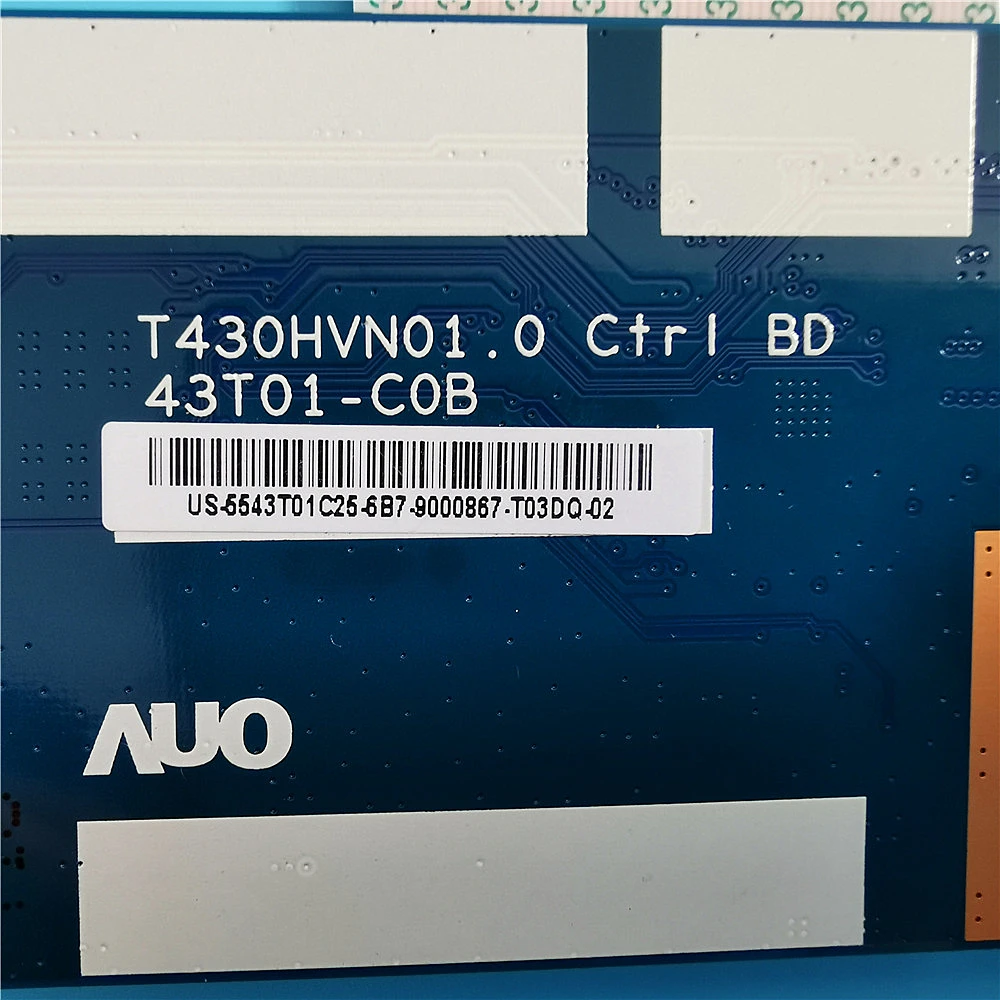 T430HVN01.0 Ctrl BD
43T01-C0B
US-5543T01C25-6B7-9000867-T03DQ-02
AUO